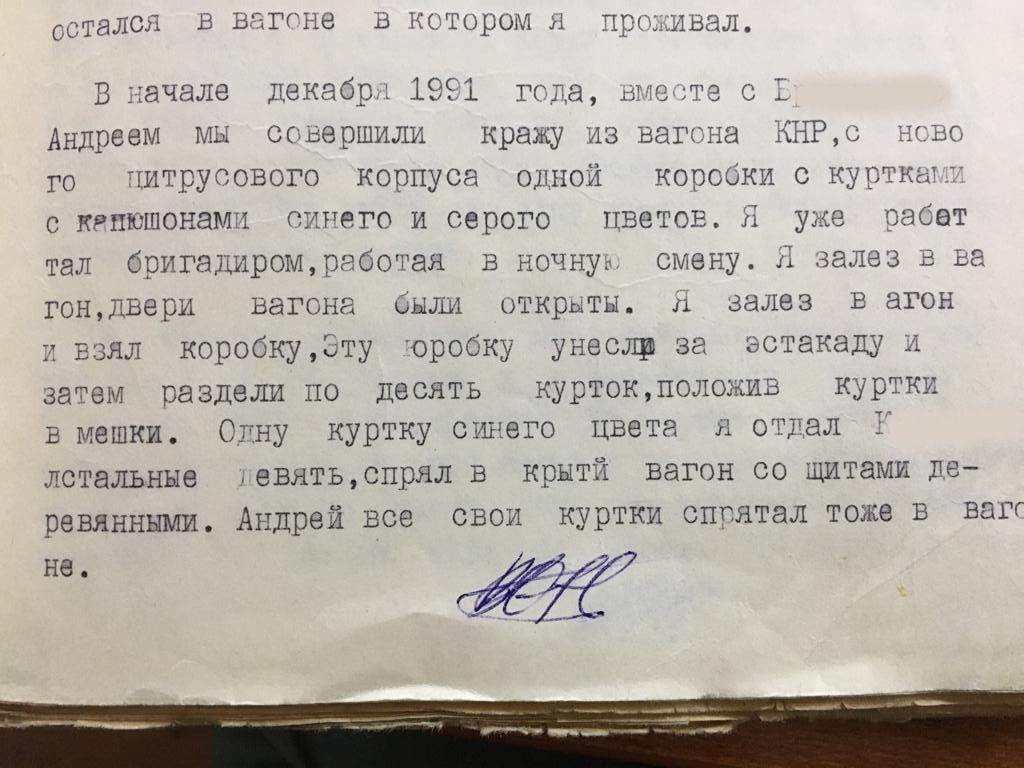 остался в вагоне в котором я проживал.
В начале декабря 1991 года, вместе с Бр
Андреем мы совершили кражу из вагона КНР,с ново
го цитрусового корпуса одной коробки с куртками
с капюшонами синего и серого цветов. Я уже работ
тал бригадиром,работая в ночную смену. Я залез в ва
гон,двери вагона были открыты. Я залез в агон
и взял коробку,Эту юробку унесли за эстакаду и
затем раздели по десять курток,положив куртки
в мешки. Одну куртку синего цвета я отдал К
лстальные девять,спрял в крытй вагон со щитами де-
ревянными. Андрей все свои куртки спрятал тоже в ваго
не.